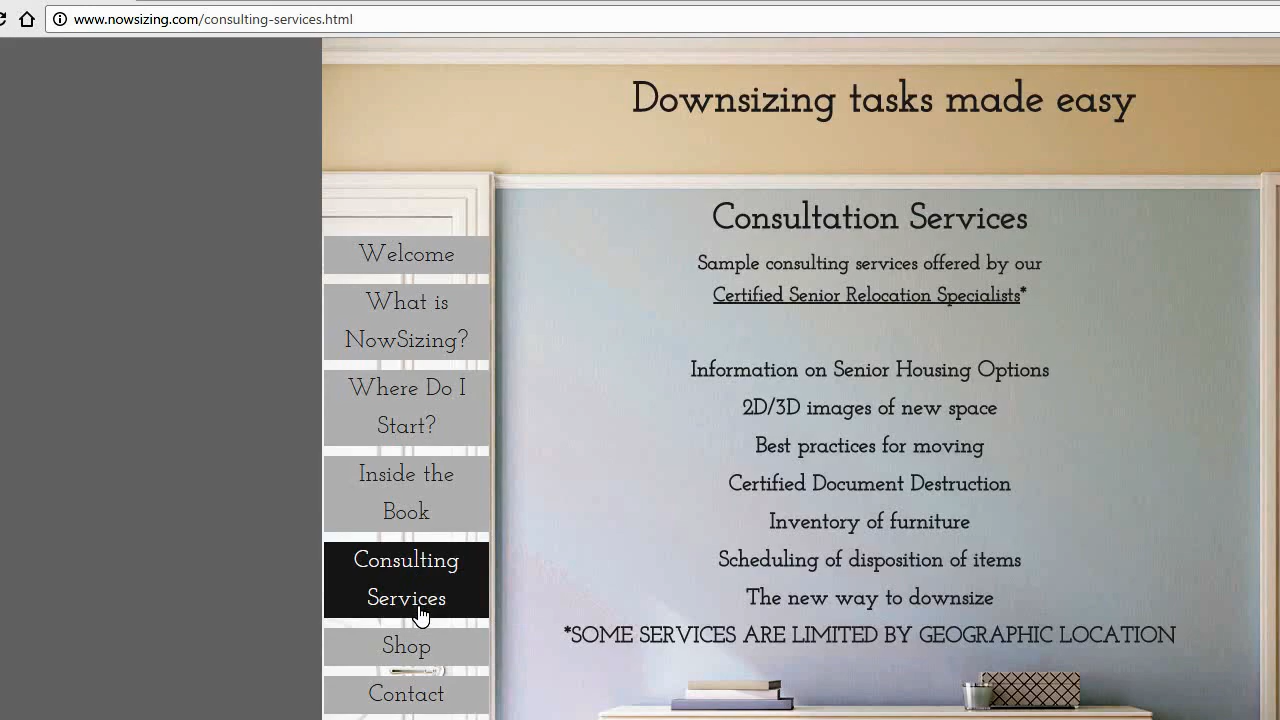 www.nowsizing.com/consulting-services.html
Downsizing tasks made easy
Welcome
What is
NowSizing?
Where Do I
Start?
Inside the
Book
Consulting
Services
Shop
Contact
Consultation Services
Sample consulting services offered by our
Certified Senior Relocation Specialists*
Information on Senior Housing Options
2D/3D images of new space
Best practices for moving
Certified Document Destruction
Inventory of furniture
Scheduling of disposition of items
The new way to downsize
*SOME SERVICES ARE LIMITED BY GEOGRAPHIC LOCATION